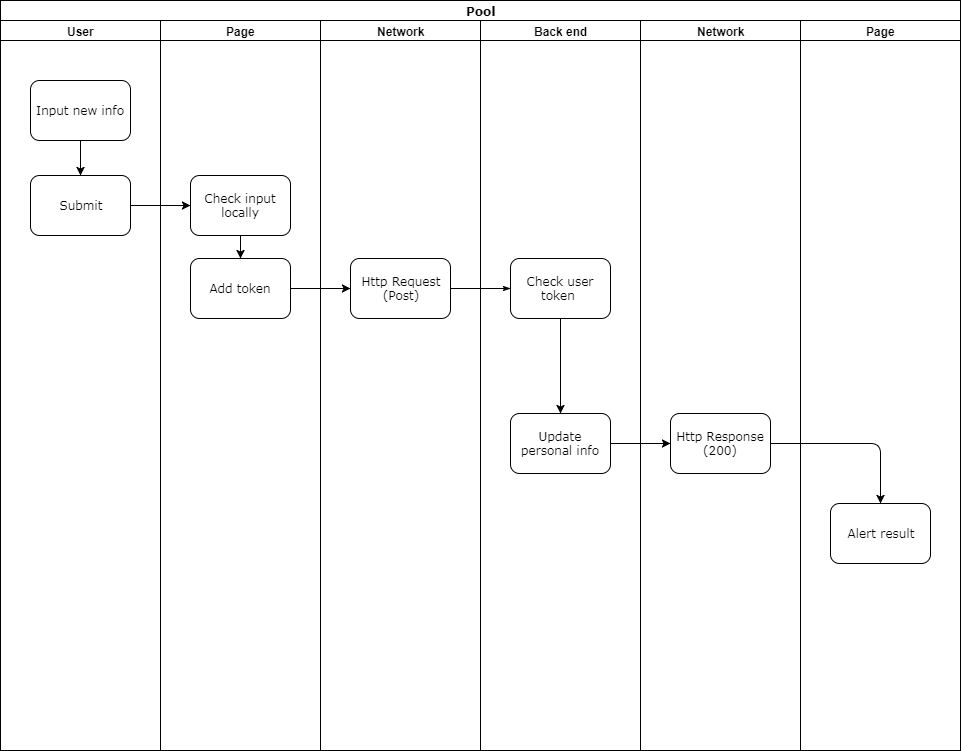 Pool
User
Page
Network
Back end
Network
Page
Input new info
Submit
Check input
locally
Add token
Http Request
(Post)
Check user
token
Update
personal info
Http Response
(200)
Alert result